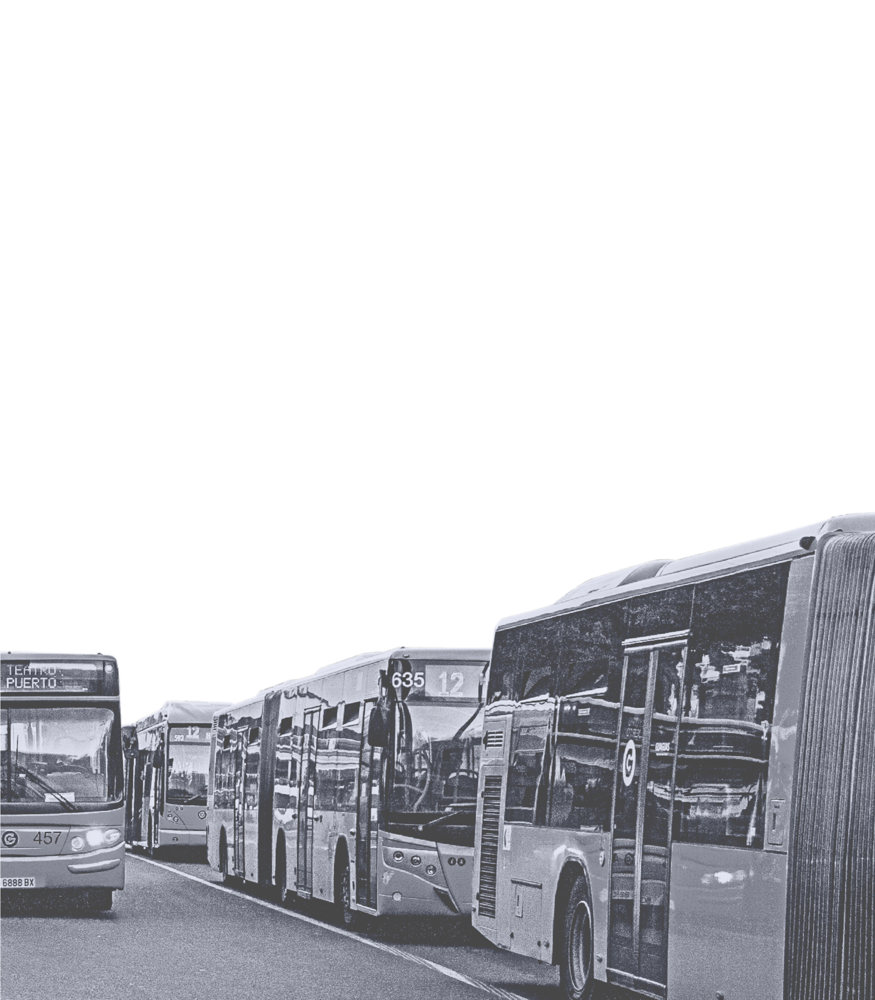 TEATRO
PUERTO
G 457
6888 BX
593 12
635 12
G
G